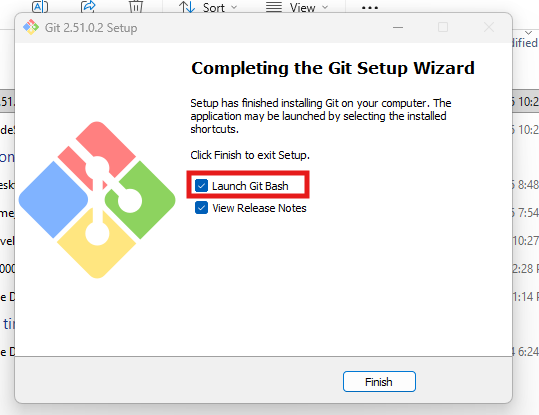 Sort
View
Git 2.51.0.2 Setup
Completing the Git Setup Wizard
Setup has finished installing Git on your computer. The
application may be launched by selecting the installed
shortcuts.
Click Finish to exit Setup.
Launch Git Bash
View Release Notes
Finish